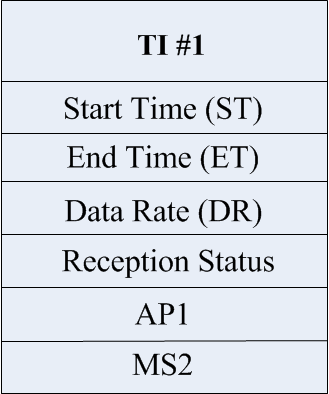 TI #1
Start Time (ST)
End Time (ET)
Data Rate (DR)
Reception Status
AP1
MS2